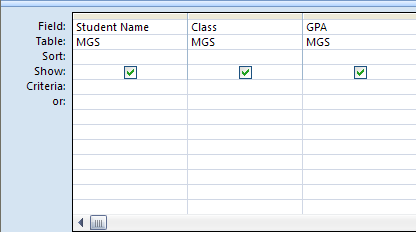 Field: Student Name Class GPA
Table: MGS MGS MGS
Sort:
Show:
Criteria:
or: